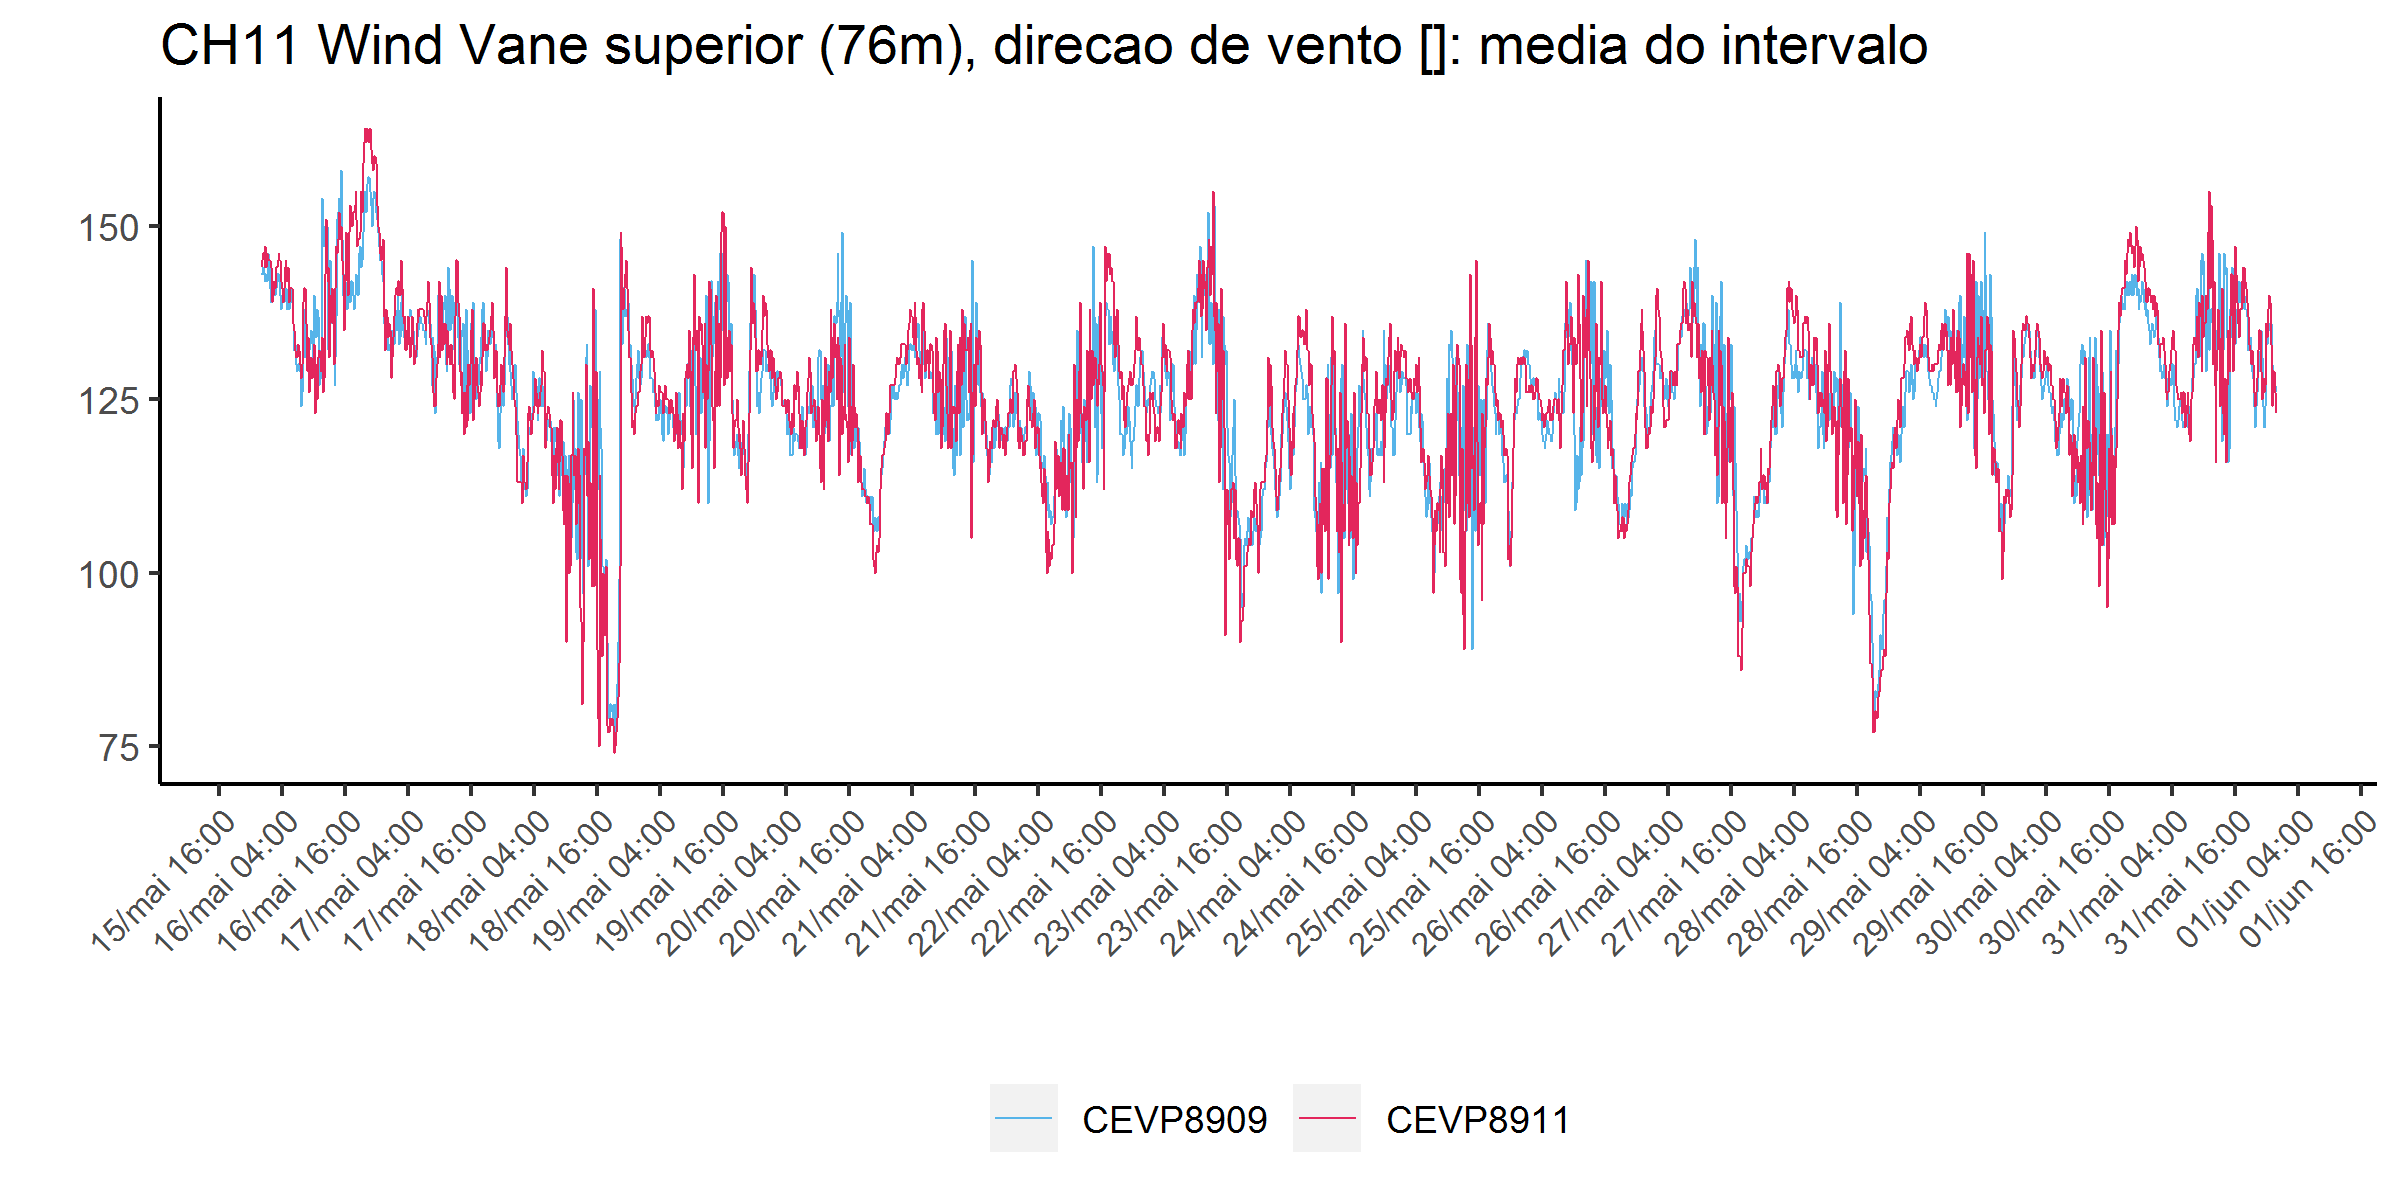 CH11 Wind Vane superior (76m), direcao de vento []: media do intervalo
150
125
100
75
15/mai 16:00
16/mai 04:00
16/mai 16:00
17/mai 04:00
17/mai 16:00
18/mai 04:00
18/mai 16:00
19/mai 04:00
19/mai 16:00
20/mai 04:00
20/mai 16:00
21/mai 04:00
21/mai 16:00
22/mai 04:00
22/mai 16:00
23/mai 04:00
23/mai 16:00
24/mai 04:00
24/mai 16:00
25/mai 04:00
25/mai 16:00
26/mai 04:00
26/mai 16:00
27/mai 04:00
27/mai 16:00
28/mai 04:00
28/mai 16:00
29/mai 04:00
29/mai 16:00
30/mai 04:00
30/mai 16:00
31/mai 04:00
31/mai 16:00
01/jun 04:00
01/jun 16:00
CEVP8909
CEVP8911